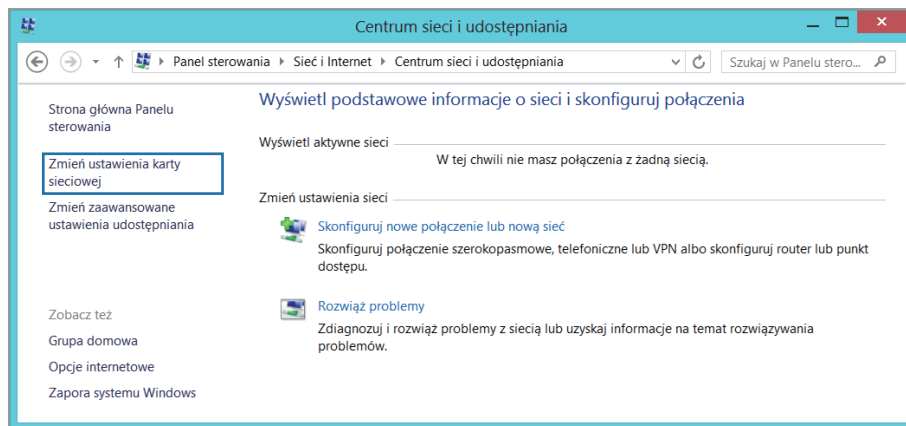 Centrum sieci i udostępniania
Panel sterowania Sieć i Internet Centrum sieci i udostępniania
Szukaj w Panelu stero...
Strona główna Panelu
sterowania
Zmień ustawienia karty
sieciowej
Zmień zaawansowane
ustawienia udostępniania
Zobacz też
Grupa domowa
Opcje internetowe
Zapora systemu Windows
Wyświetl podstawowe informacje o sieci i skonfiguruj połączenia
Wyświetl aktywne sieci
W tej chwili nie masz połączenia z żadną siecią.
Zmień ustawienia sieci
Skonfiguruj nowe połączenie lub nową sieć
Skonfiguruj połączenie szerokopasmowe, telefoniczne lub VPN albo skonfiguruj router lub punkt
dostępu.
Rozwiąż problemy
Zdiagnozuj i rozwiąż problemy z siecią lub uzyskaj informacje na temat rozwiązywania
problemów.